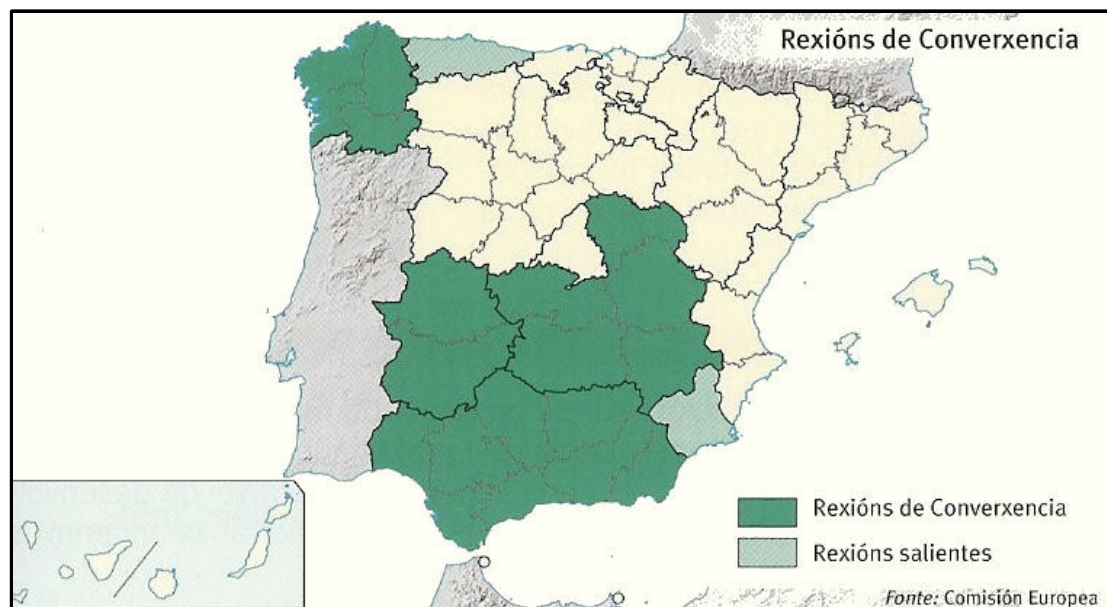 Rexións de Converxencia
Rexións de Converxencia
Rexións salientes
Fonte: Comisión Europea